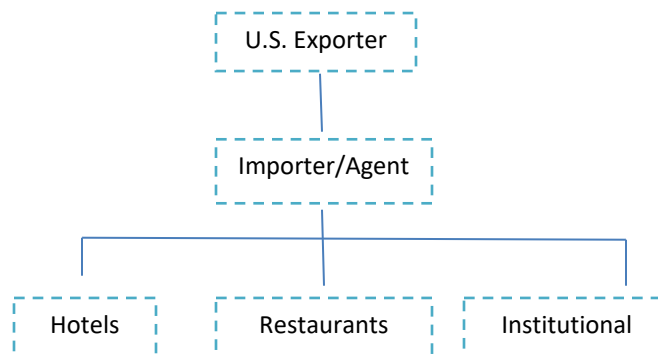 U.S. Exporter
Importer/Agent
Hotels
Restaurants
Institutional